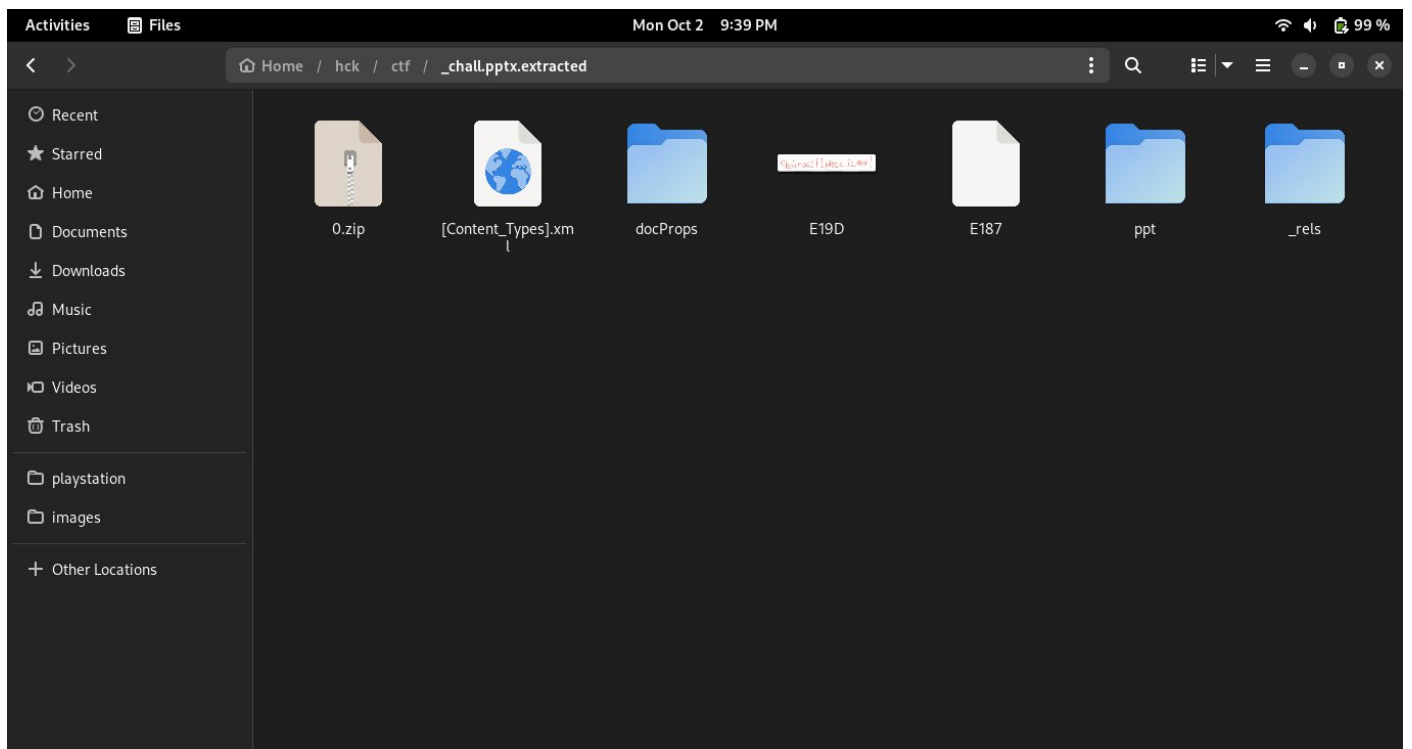 Activities Files Mon Oct 2 9:39 PM 99 %
Home / hck / ctf / _chall.pptx.extracted
Recent
Starred
Home
Documents
Downloads
Music
Pictures
Videos
Trash
playstation
images
Other Locations
0.zip [Content_Types].xm docProps E19D E187 ppt _rels
l